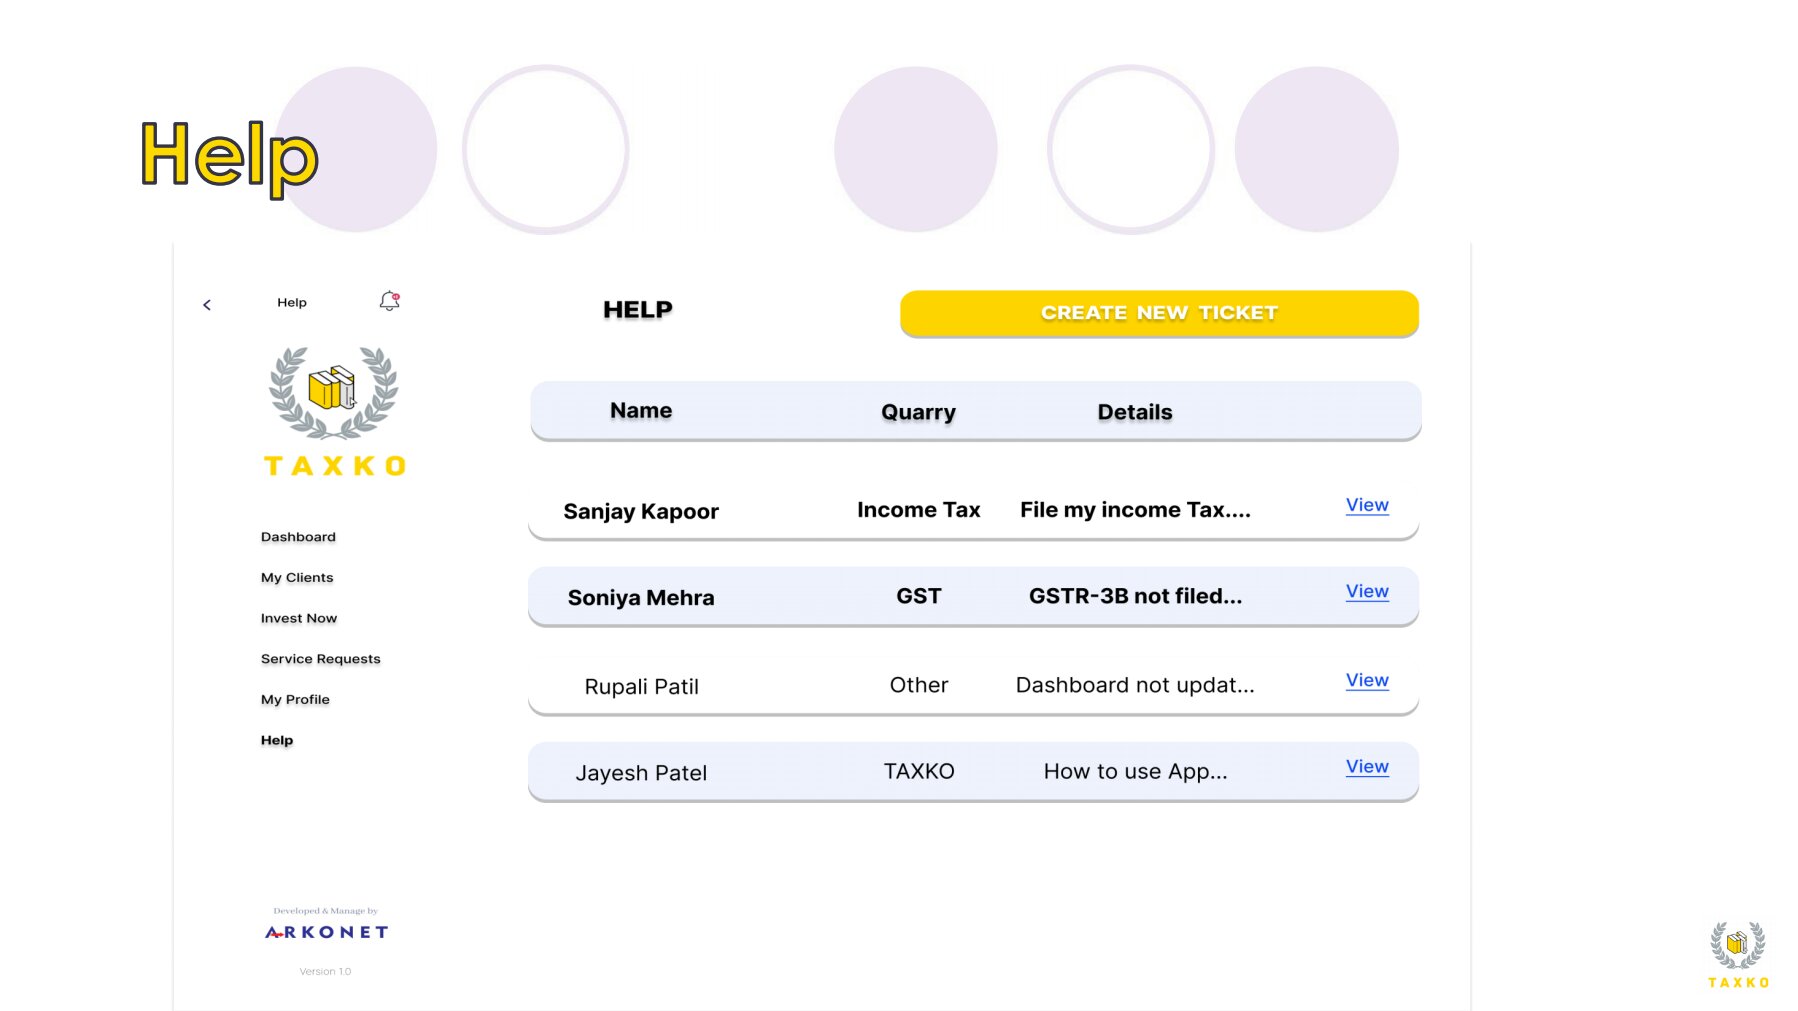 Help
Help
TAXKO
Dashboard
My Clients
Invest Now
Service Requests
My Profile
Help
Developed & Manage by
ARKONET
Version 1.0
HELP
CREATE NEW TICKET
Name Quarry Details
Sanjay Kapoor Income Tax File my income Tax.... View
Soniya Mehra GST GSTR-3B not filed... View
Rupali Patil Other Dashboard not updat... View
Jayesh Patel TAXKO How to use App... View
TAXKO